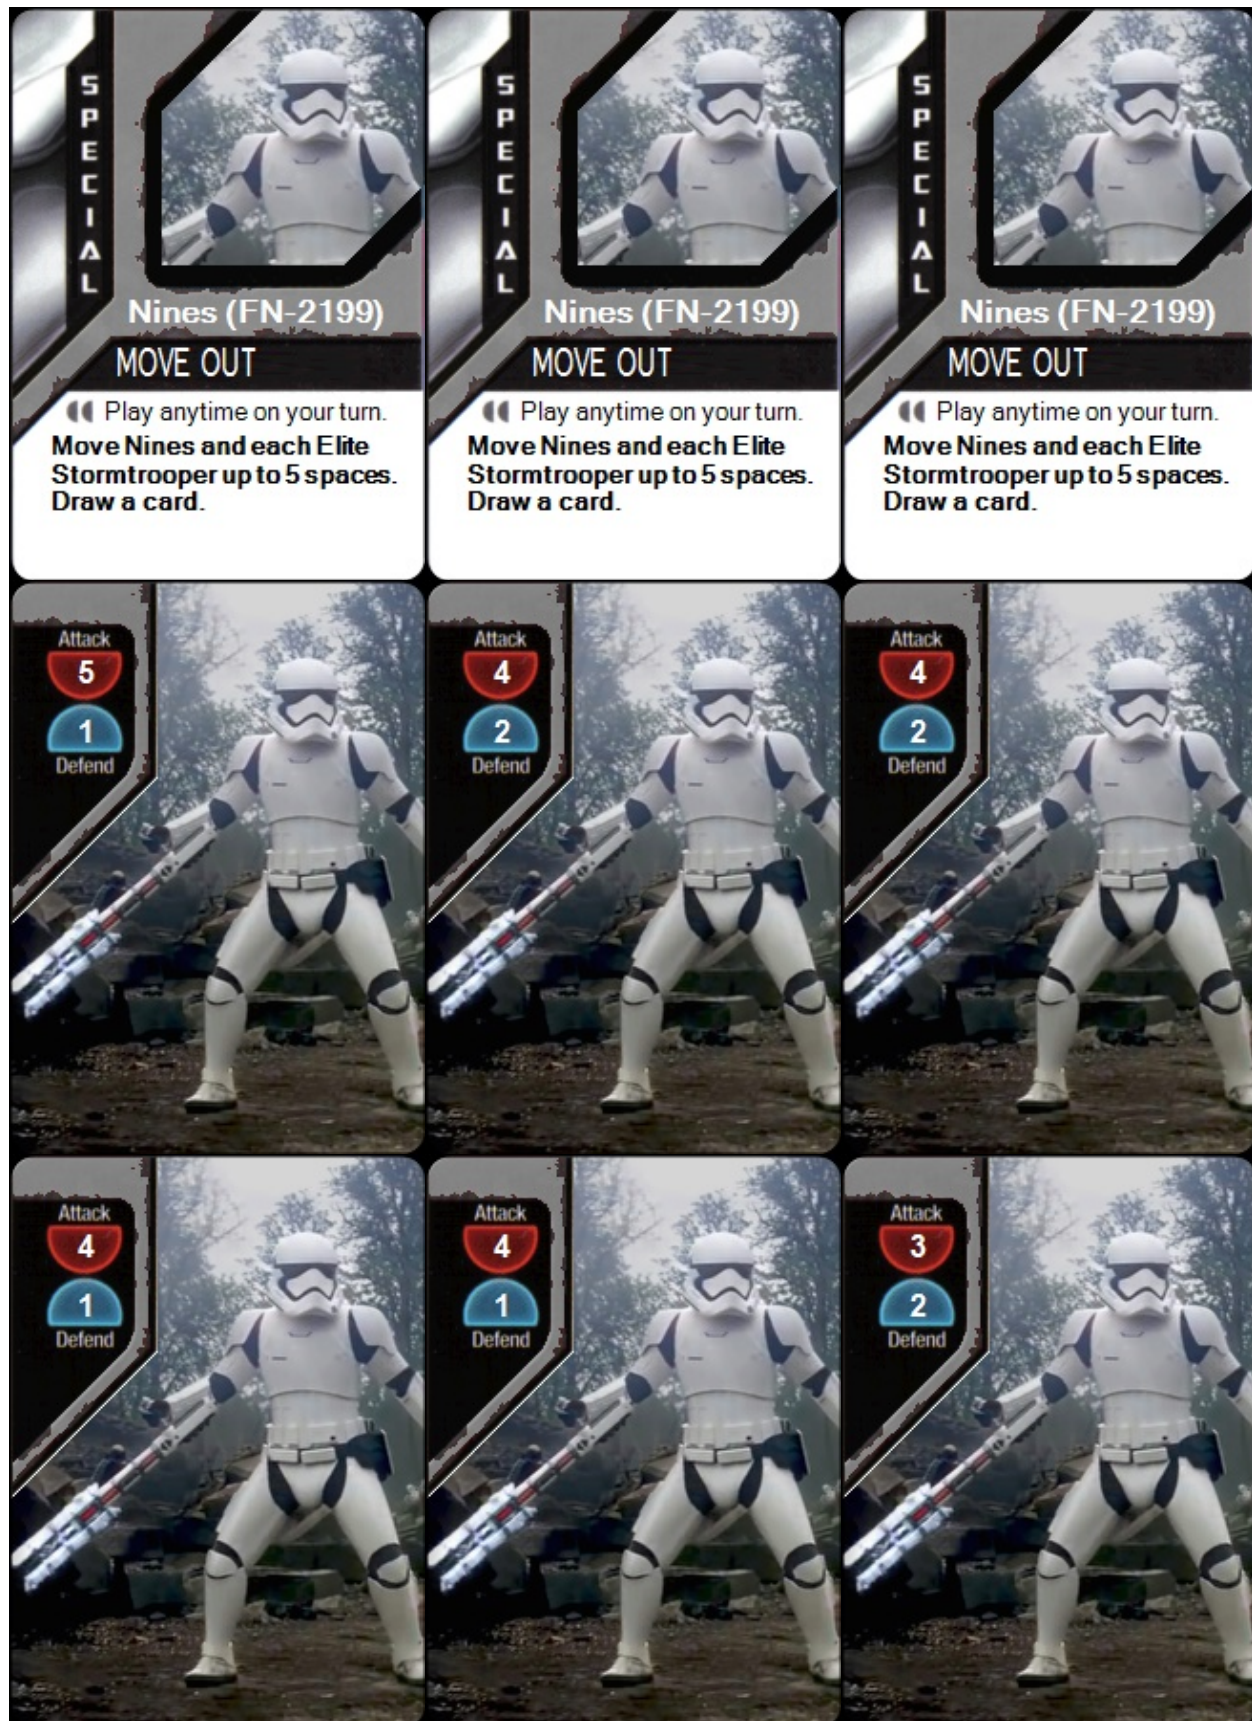 SPECIAL
Nines (FN-2199)
MOVE OUT
Play anytime on your turn.
Move Nines and each Elite
Stormtrooper up to 5 spaces.
Draw a card.
SPECIAL
Nines (FN-2199)
MOVE OUT
Play anytime on your turn.
Move Nines and each Elite
Stormtrooper up to 5 spaces.
Draw a card.
SPECIAL
Nines (FN-2199)
MOVE OUT
Play anytime on your turn.
Move Nines and each Elite
Stormtrooper up to 5 spaces.
Draw a card.
Attack
5
1
Defend
Attack
4
2
Defend
Attack
4
2
Defend
Attack
4
1
Defend
Attack
4
1
Defend
Attack
3
2
Defend